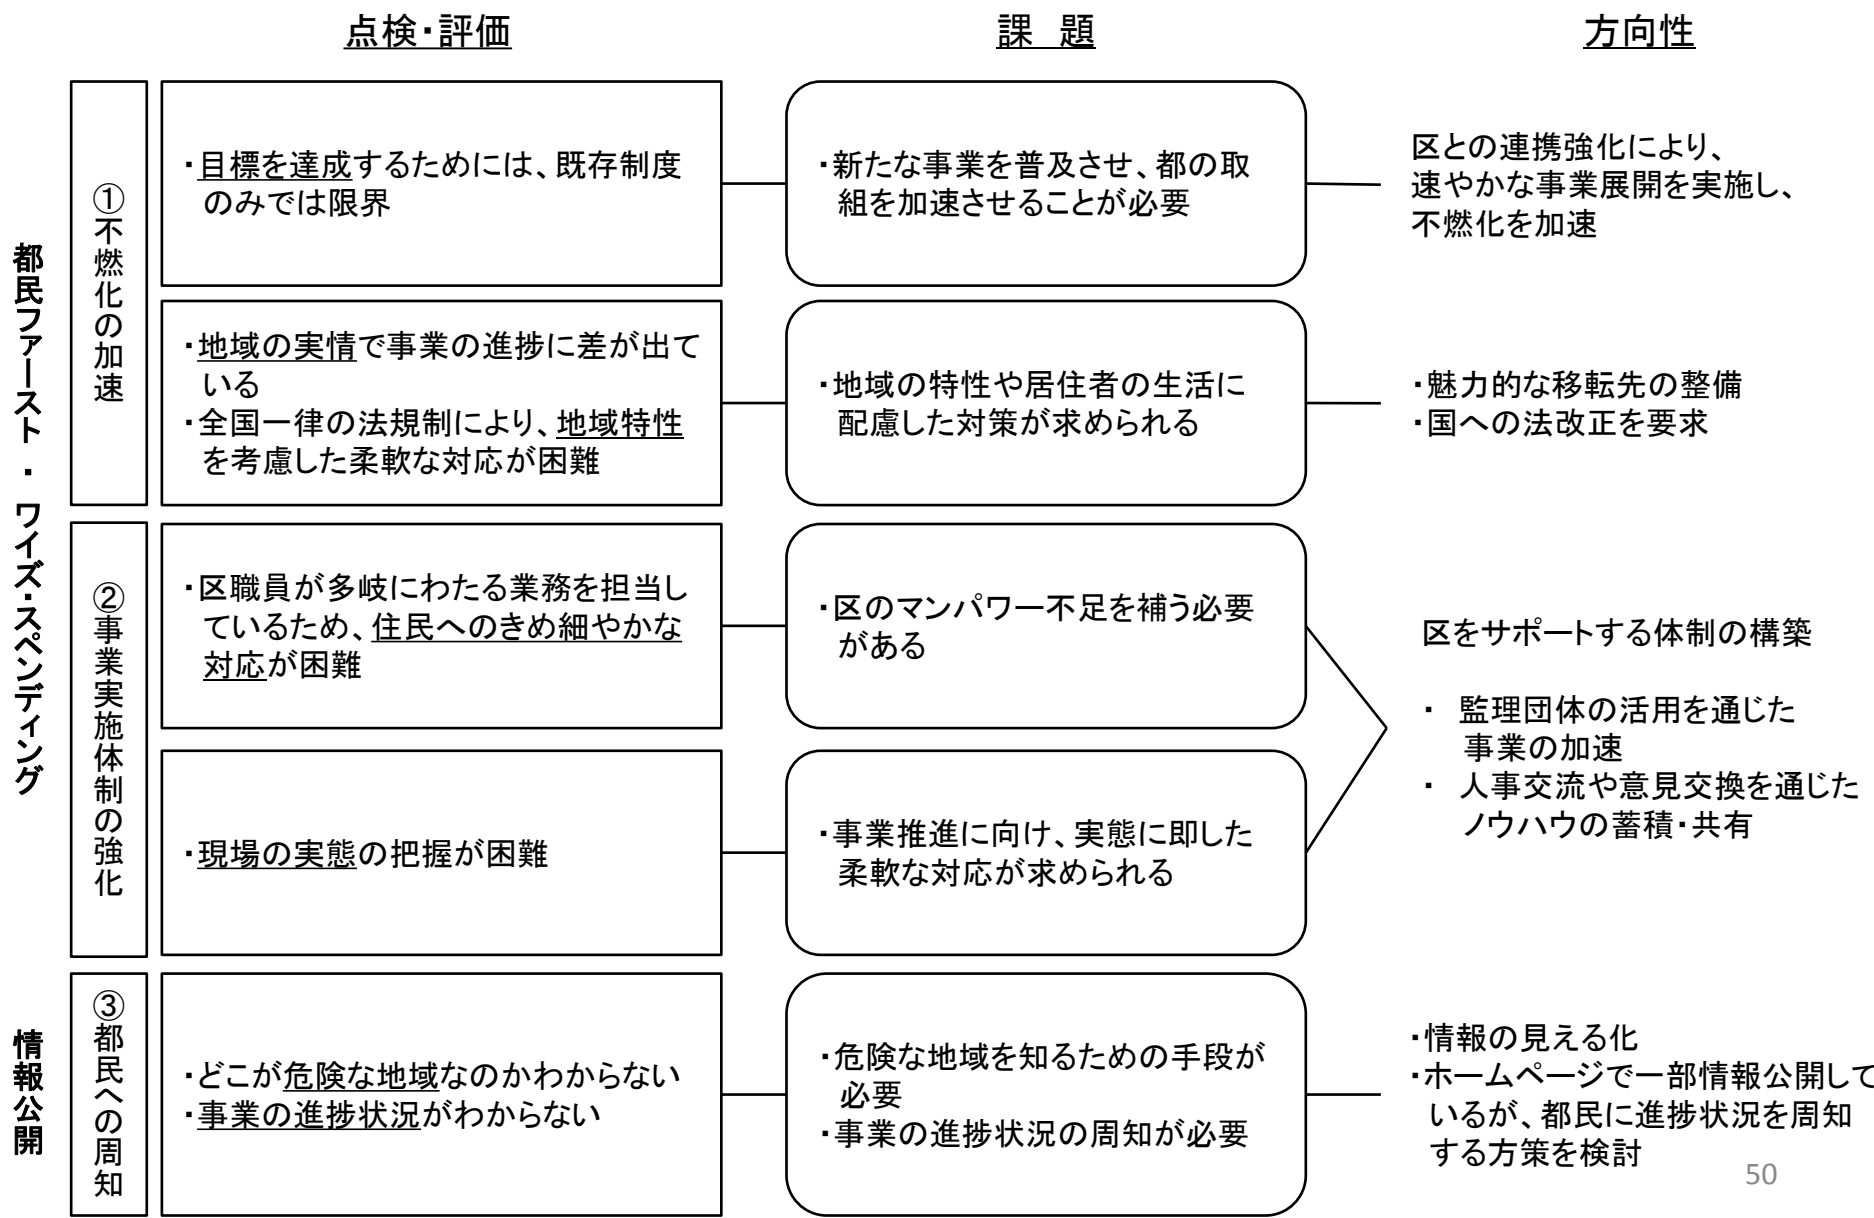 点検・評価
課　題
方向性
都民ファースト ・ ワイズ・スペンディング
①不燃化の加速
・目標を達成するためには、既存制度
のみでは限界
・新たな事業を普及させ、都の取
組を加速させることが必要
区との連携強化により、
速やかな事業展開を実施し、
不燃化を加速
・地域の実情で事業の進捗に差が出て
いる
・全国一律の法規制により、地域特性
を考慮した柔軟な対応が困難
・地域の特性や居住者の生活に
配慮した対策が求められる
・魅力的な移転先の整備
・国への法改正を要求
②事業実施体制の強化
・区職員が多岐にわたる業務を担当し
ているため、住民へのきめ細やかな
対応が困難
・区のマンパワー不足を補う必要
がある
・現場の実態の把握が困難
・事業推進に向け、実態に即した
柔軟な対応が求められる
区をサポートする体制の構築
・ 監理団体の活用を通じた
事業の加速
・ 人事交流や意見交換を通じた
ノウハウの蓄積・共有
情報公開
③都民への周知
・どこが危険な地域なのかわからない
・事業の進捗状況がわからない
・危険な地域を知るための手段が
必要
・事業の進捗状況の周知が必要
・情報の見える化
・ホームページで一部情報公開して
いるが、都民に進捗状況を周知
する方策を検討
50